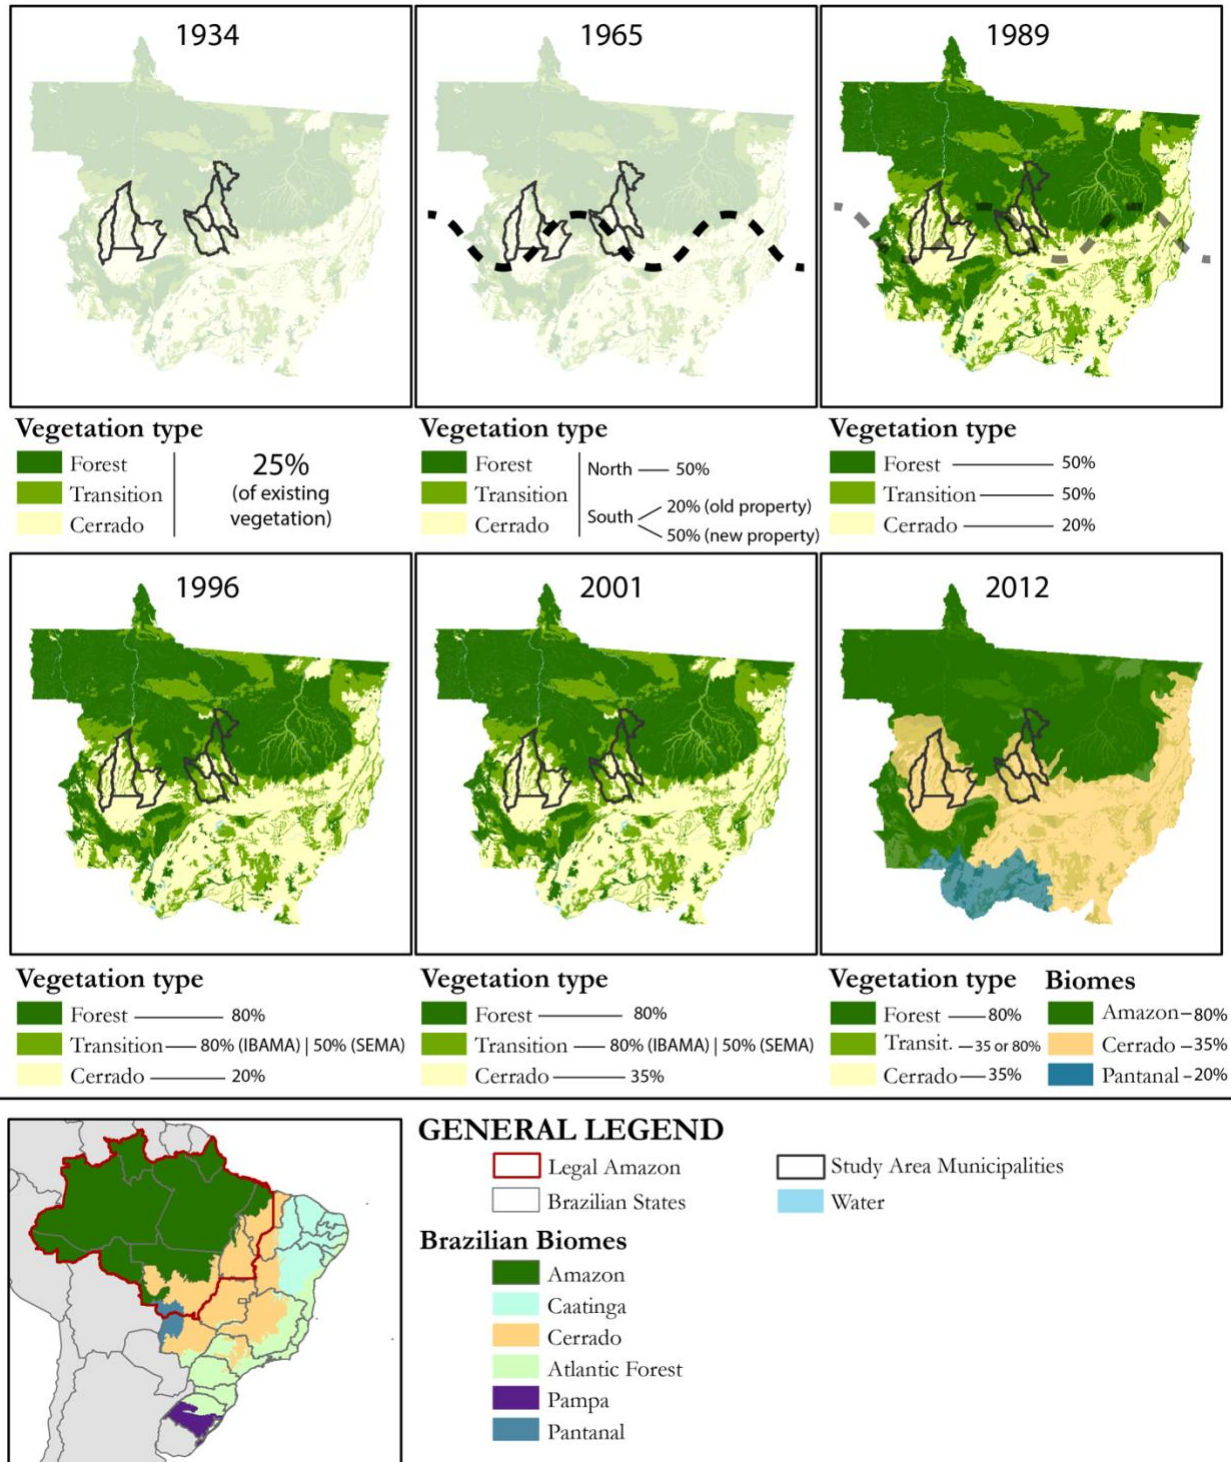 1934
1965
1989
Vegetation type
Forest
Transition
Cerrado
25%
(of existing
vegetation)
Vegetation type
Forest
Transition
Cerrado
North 50%
South
20% (old property)
50% (new property)
Vegetation type
Forest 50%
Transition 50%
Cerrado 20%
1996
2001
2012
Vegetation type
Forest 80%
Transition 80% (IBAMA) | 50% (SEMA)
Cerrado 20%
Vegetation type
Forest 80%
Transition 80% (IBAMA) | 50% (SEMA)
Cerrado 35%
Vegetation type
Forest 80%
Transit. 35 or 80%
Cerrado 35%
Biomes
Amazon 80%
Cerrado 35%
Pantanal 20%
GENERAL LEGEND
Legal Amazon
Brazilian States
Study Area Municipalities
Water
Brazilian Biomes
Amazon
Caatinga
Cerrado
Atlantic Forest
Pampa
Pantanal